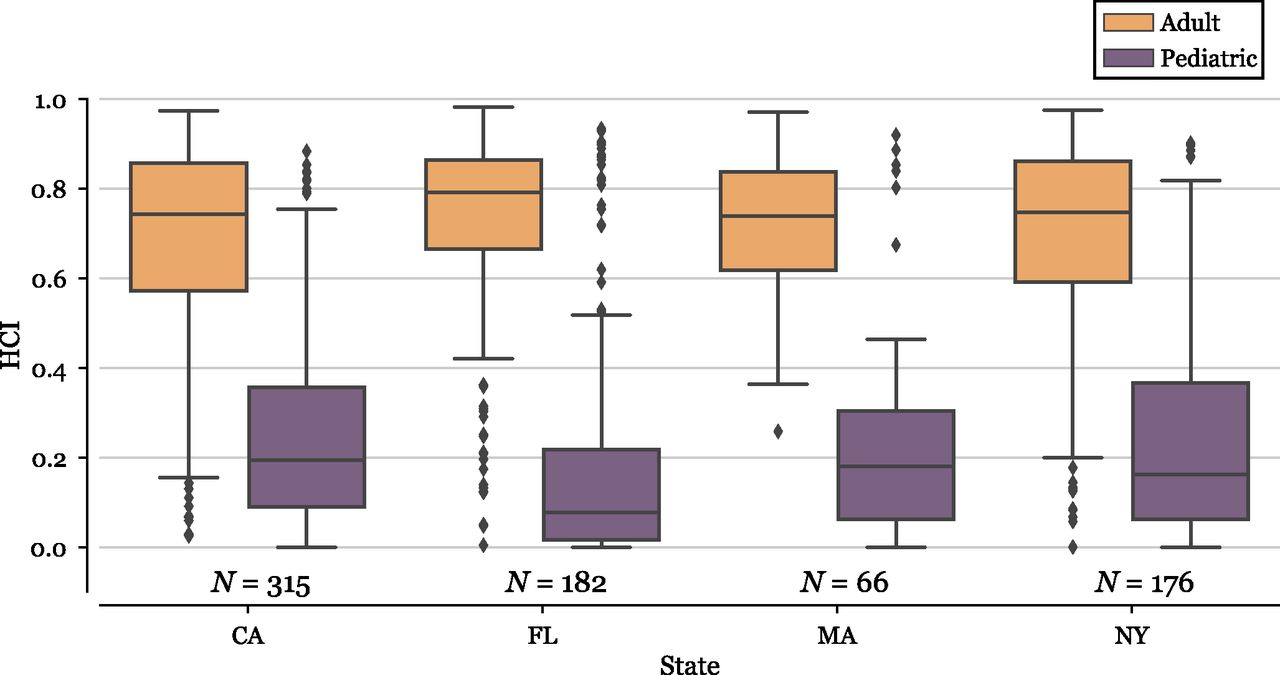 Adult
Pediatric
1.0
0.8
0.6
0.4
0.2
0.0
HCI
N = 315
N = 182
N = 66
N = 176
CA
FL
MA
NY
State